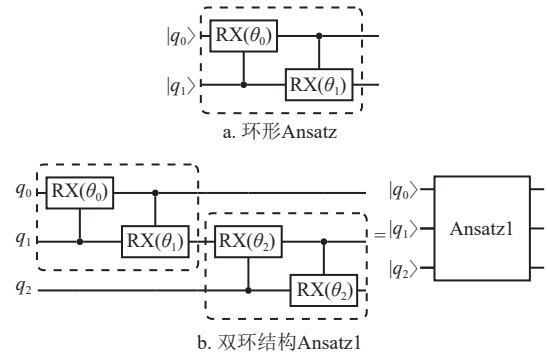 |q₀⟩ RX(θ₀)
|q₁⟩ RX(θ₁)
a. 环形Ansatz
q₀ RX(θ₀) |q₀⟩
q₁ RX(θ₁) RX(θ₂) = |q₁⟩ Ansatz1
q₂ RX(θ₂) |q₂⟩
b. 双环结构Ansatz1